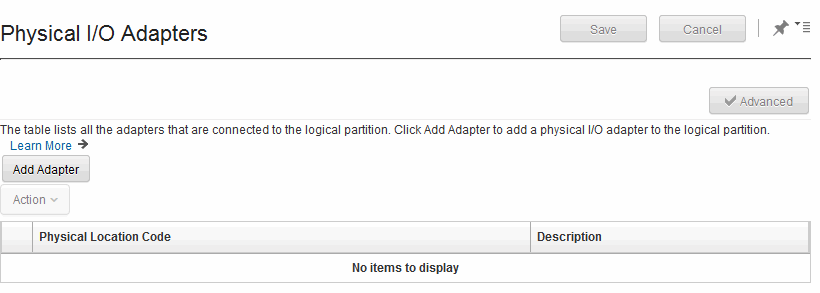 Physical I/O Adapters
Save
Cancel
Advanced
The table lists all the adapters that are connected to the logical partition. Click Add Adapter to add a physical I/O adapter to the logical partition.
Learn More
Add Adapter
Action
Physical Location Code
Description
No items to display